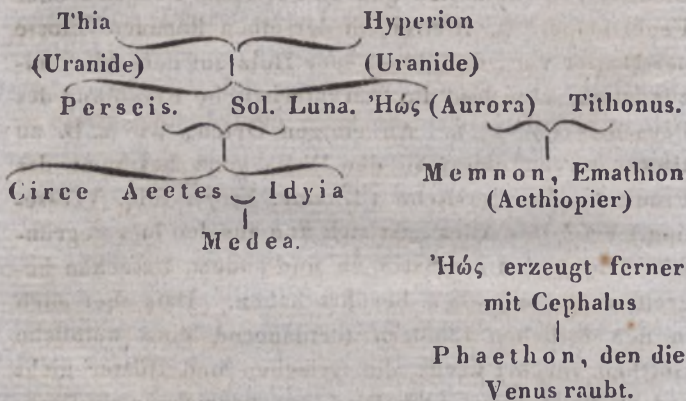 Thia Hyperion
(Uranide) (Uranide)
Perseis. Sol. Luna. Ἠώς (Aurora) Tithonus.
Circe Aeetes Idyia Memnon, Emathion
(Aethiopier)
Medea.
Ἠώς erzeugt ferner
mit Cephalus
Phaethon, den die
Venus raubt.